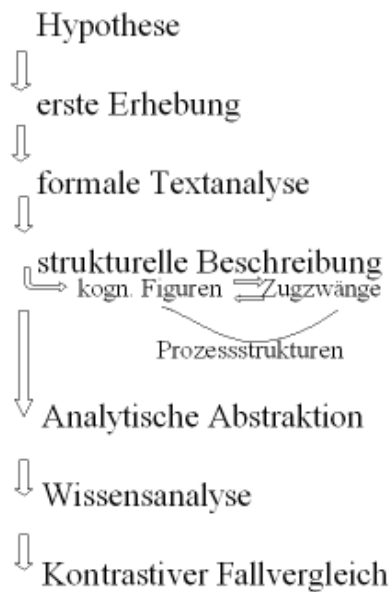 Hypothese
erste Erhebung
formale Textanalyse
strukturelle Beschreibung
kogn. Figuren Zugzwänge
Prozessstrukturen
Analytische Abstraktion
Wissensanalyse
Kontrastiver Fallvergleich